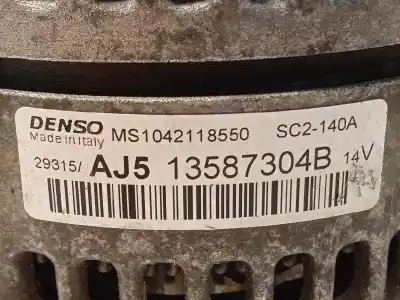 DENSO MS1042118550 SC2-140A
Made in Italy
29315/ AJ5 13587304B 14V